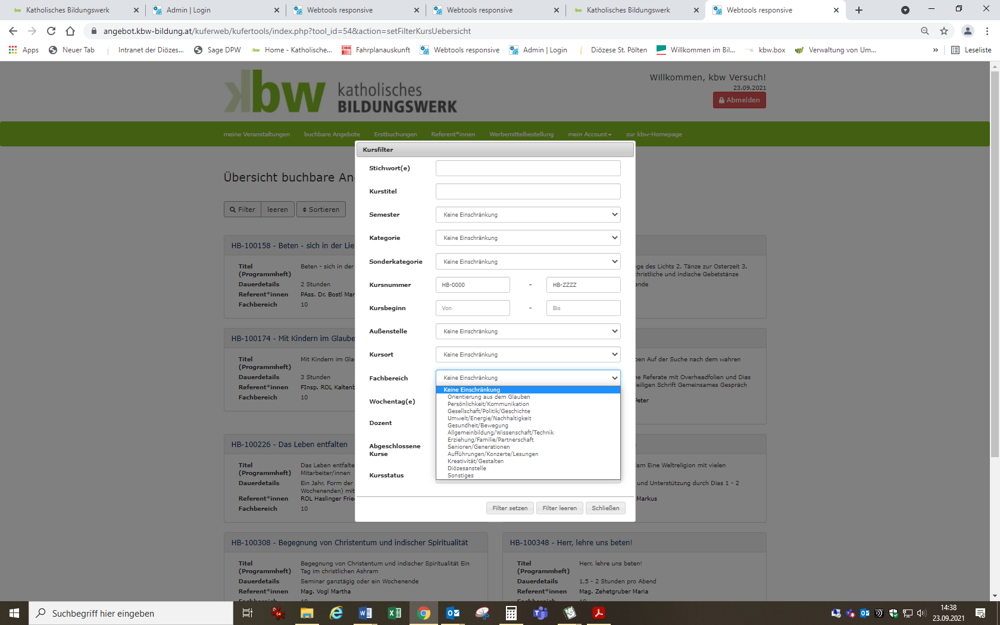 Katholisches Bildungswerk
Admin | Login
Webtools responsive
Webtools responsive
Katholisches Bildungswerk
Webtools responsive
angebot.kbw-bildung.at/kuferweb/kufertools/index.php?tool_id=54&action=setFilterKursUebersicht
Apps
Neuer Tab
Intranet der Diözes...
Sage DPW
Home - Katholische...
ÖBB Fahrplanauskunft
Webtools responsive
Admin | Login
Diözese St. Pölten
Willkommen im Bil...
kbw.box
Verwaltung von Um...
»
Leseliste
kbw katholisches
BILDUNGSWERK
Willkommen, kbw Versuch!
23.09.2021
Abmelden
meine Veranstaltungen
buchbare Angebote
Erstbuchungen
Referent*innen
Werbemittelbestellung
mein Account
zur kbw-Homepage
Übersicht buchbare An
Filter
leeren
Sortieren
Kursfilter
Stichwort(e)
Kurstitel
Semester Keine Einschränkung
Kategorie Keine Einschränkung
Sonderkategorie Keine Einschränkung
Kursnummer HB-0000 - HB-ZZZZ
Kursbeginn Von - Bis
Außenstelle Keine Einschränkung
Kursort Keine Einschränkung
Fachbereich Keine Einschränkung
Keine Einschränkung
Orientierung aus dem Glauben
Persönlichkeit/Kommunikation
Gesellschaft/Politik/Geschichte
Umwelt/Energie/Nachhaltigkeit
Gesundheit/Bewegung
Allgemeinbildung/Wissenschaft/Technik
Erziehung/Familie/Partnerschaft
Senioren/Generationen
Aufführungen/Konzerte/Lesungen
Kreativität/Gestalten
Diözesanstelle
Sonstiges
Wochentag(e)
Dozent
Abgeschlossene
Kurse
Kursstatus
Filter setzen
Filter leeren
Schließen
HB-100158 - Beten - sich in der Lie
Titel
(Programmheft)
Beten - sich in der
Dauerdetails 2 Stunden
Referent*innen PAss. Dr. Bostl Mar
Fachbereich 10
ege des Lichts 2. Tänze zur Osterzeit 3.
christliche und indische Gebetstänze
ende
HB-100174 - Mit Kindern im Glaube
Titel
(Programmheft)
Mit Kindern im Gla
Dauerdetails 3 Stunden
Referent*innen FInsp. ROL Kaltenb
Fachbereich 10
ben Auf der Suche nach dem wahren
ne Referate mit Overheadfolien und Dias
eiligen Schrift Gemeinsames Gespräch
Peter
HB-100226 - Das Leben entfalten
Titel
(Programmheft)
Das Leben entfalte
Mitarbeiter/innen
Dauerdetails Ein Jahr. Form der
Wochenenden) mit
Referent*innen ROL Haslinger Frie
Fachbereich 10
lam Eine Weltreligion mit vielen
und Unterstützung durch Dias 1 - 2
Markus
HB-100308 - Begegnung von Christentum und indischer Spiritualität
Titel
(Programmheft)
Begegnung von Christentum und indischer Spiritualität Ein
Tag im christlichen Ashram
Dauerdetails Seminar ganztägig oder ein Wochenende
Referent*innen Mag. Vogl Martha
Fachbereich 10
HB-100348 - Herr, lehre uns beten!
Titel
(Programmheft)
Herr, lehre uns beten!
Dauerdetails 1,5 - 2 Stunden pro Abend
Referent*innen Mag. Zehetgruber Maria
Fachbereich 10
Suchbegriff hier eingeben
14:38
23.09.2021